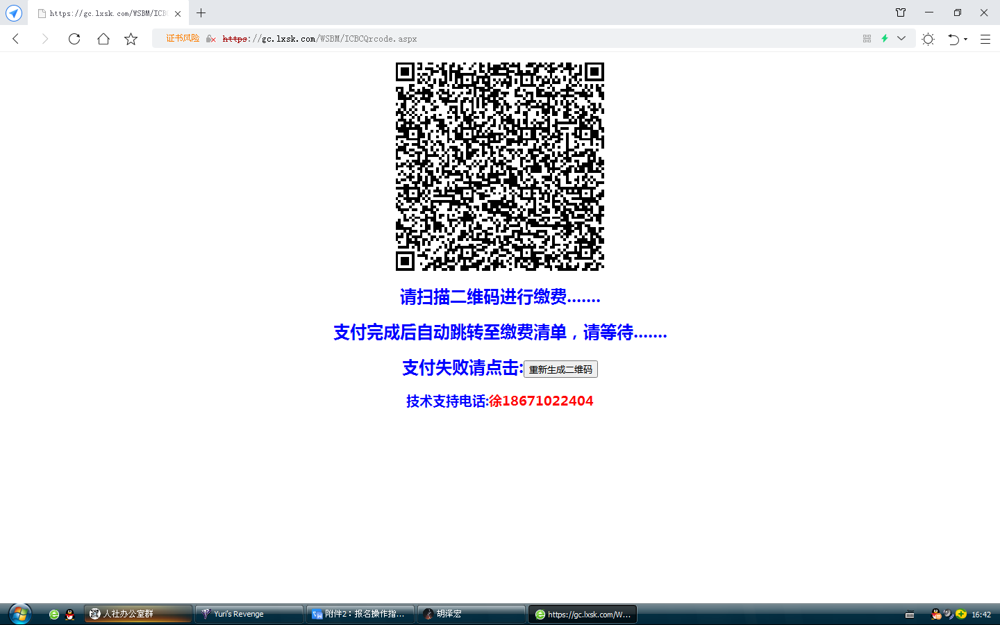 https://gc.lxsk.com/WSBM/ICBC
证书风险 https://gc.lxsk.com/WSBM/ICBCQrcode.aspx
请扫描二维码进行缴费.......
支付完成后自动跳转至缴费清单，请等待.......
支付失败请点击:重新生成二维码
技术支持电话:徐18671022404
人社办公室群
Yuri's Revenge
附件2：报名操作指...
胡泽宏
https://gc.lxsk.com/W...
16:42